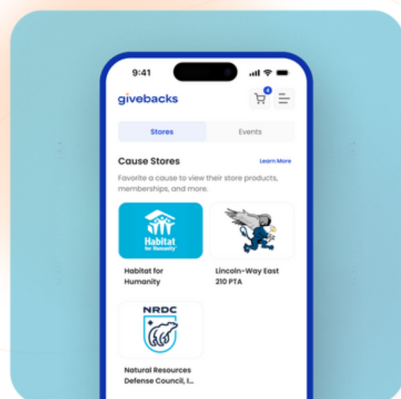 9:41
givebacks
4
Stores
Events
Cause Stores
Learn More
Favorite a cause to view their store products,
memberships, and more.
Habitat
for Humanity
Habitat for
Humanity
Lincoln-Way East
210 PTA
NRDC
Natural Resources
Defense Council, I...